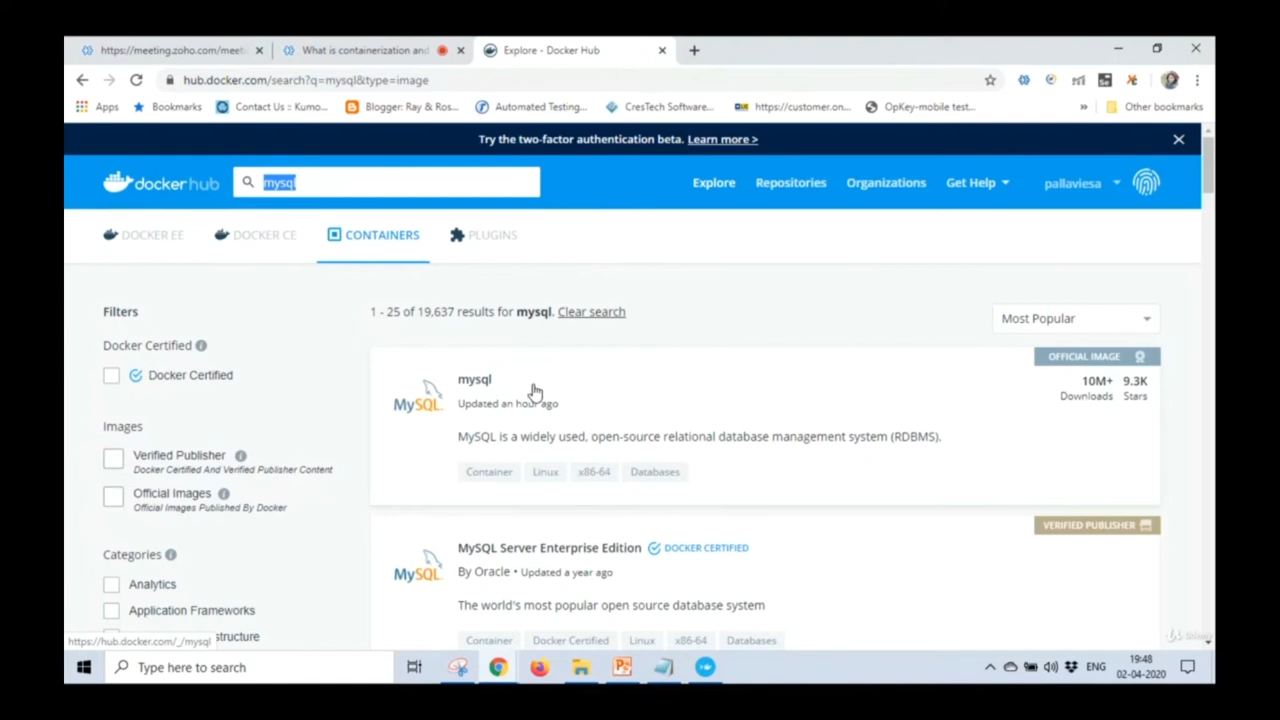 https://meeting.zoho.com/meeti
What is containerization and
Explore - Docker Hub
hub.docker.com/search?q=mysql&type=image
Apps
Bookmarks
Contact Us :: Kumo...
Blogger: Ray & Ros...
Automated Testing...
CresTech Software...
https://customer.on...
OpKey-mobile test...
»
Other bookmarks
Try the two-factor authentication beta. Learn more >
docker hub
mysql
Explore
Repositories
Organizations
Get Help
pallaviesa
DOCKER EE
DOCKER CE
CONTAINERS
PLUGINS
Filters
1 - 25 of 19,637 results for mysql. Clear search
Most Popular
Docker Certified
Docker Certified
Images
Verified Publisher
Docker Certified And Verified Publisher Content
Official Images
Official Images Published By Docker
Categories
Analytics
Application Frameworks
structure
OFFICIAL IMAGE
MySQL
mysql
Updated an hour ago
10M+ 9.3K
Downloads Stars
MySQL is a widely used, open-source relational database management system (RDBMS).
Container Linux x86-64 Databases
VERIFIED PUBLISHER
MySQL
MySQL Server Enterprise Edition DOCKER CERTIFIED
By Oracle • Updated a year ago
The world's most popular open source database system
Container Docker Certified Linux x86-64 Databases
https://hub.docker.com/_/mysql
Type here to search
ENG
19:48
02-04-2020